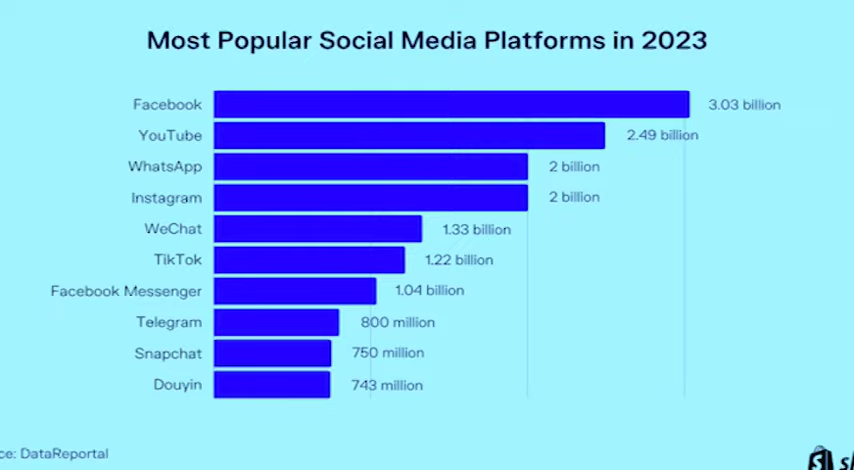 Most Popular Social Media Platforms in 2023
Facebook 3.03 billion
YouTube 2.49 billion
WhatsApp 2 billion
Instagram 2 billion
WeChat 1.33 billion
TikTok 1.22 billion
Facebook Messenger 1.04 billion
Telegram 800 million
Snapchat 750 million
Douyin 743 million
ce: DataReportal